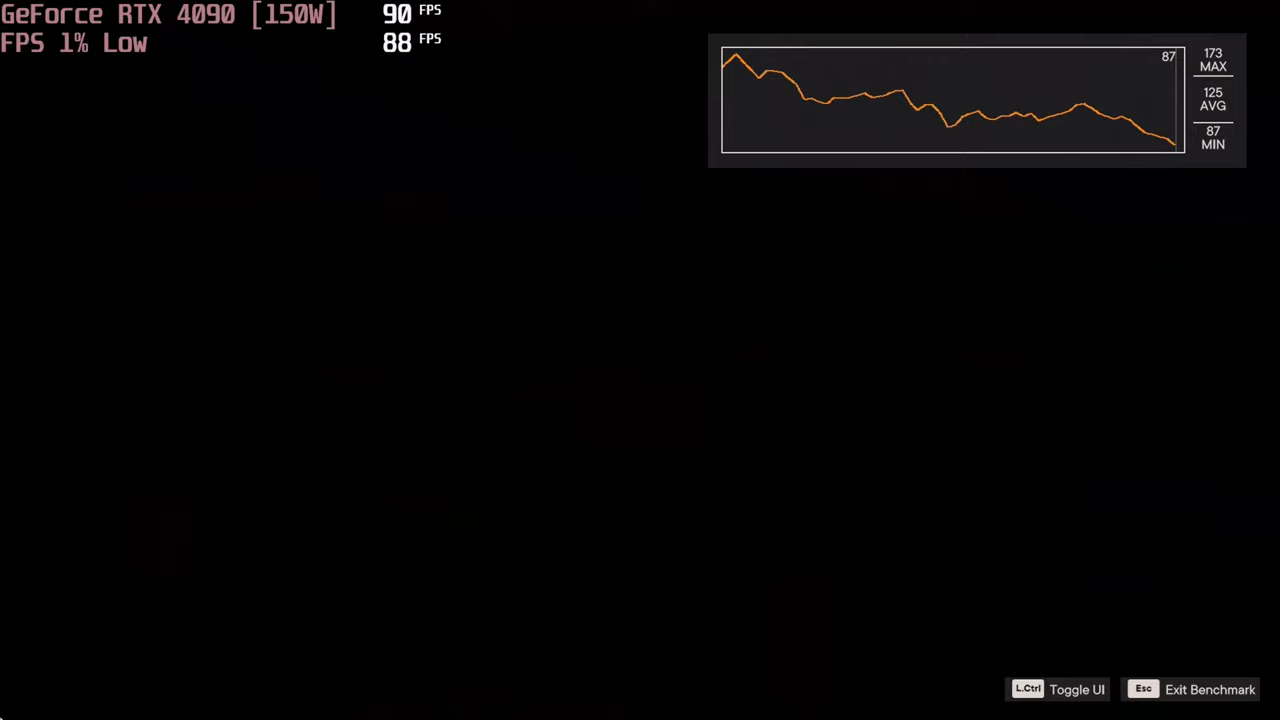 GeForce RTX 4090 [150W] 90 FPS
FPS 1% Low 88 FPS
87
173
MAX
125
AVG
87
MIN
L.Ctrl Toggle UI Esc Exit Benchmark